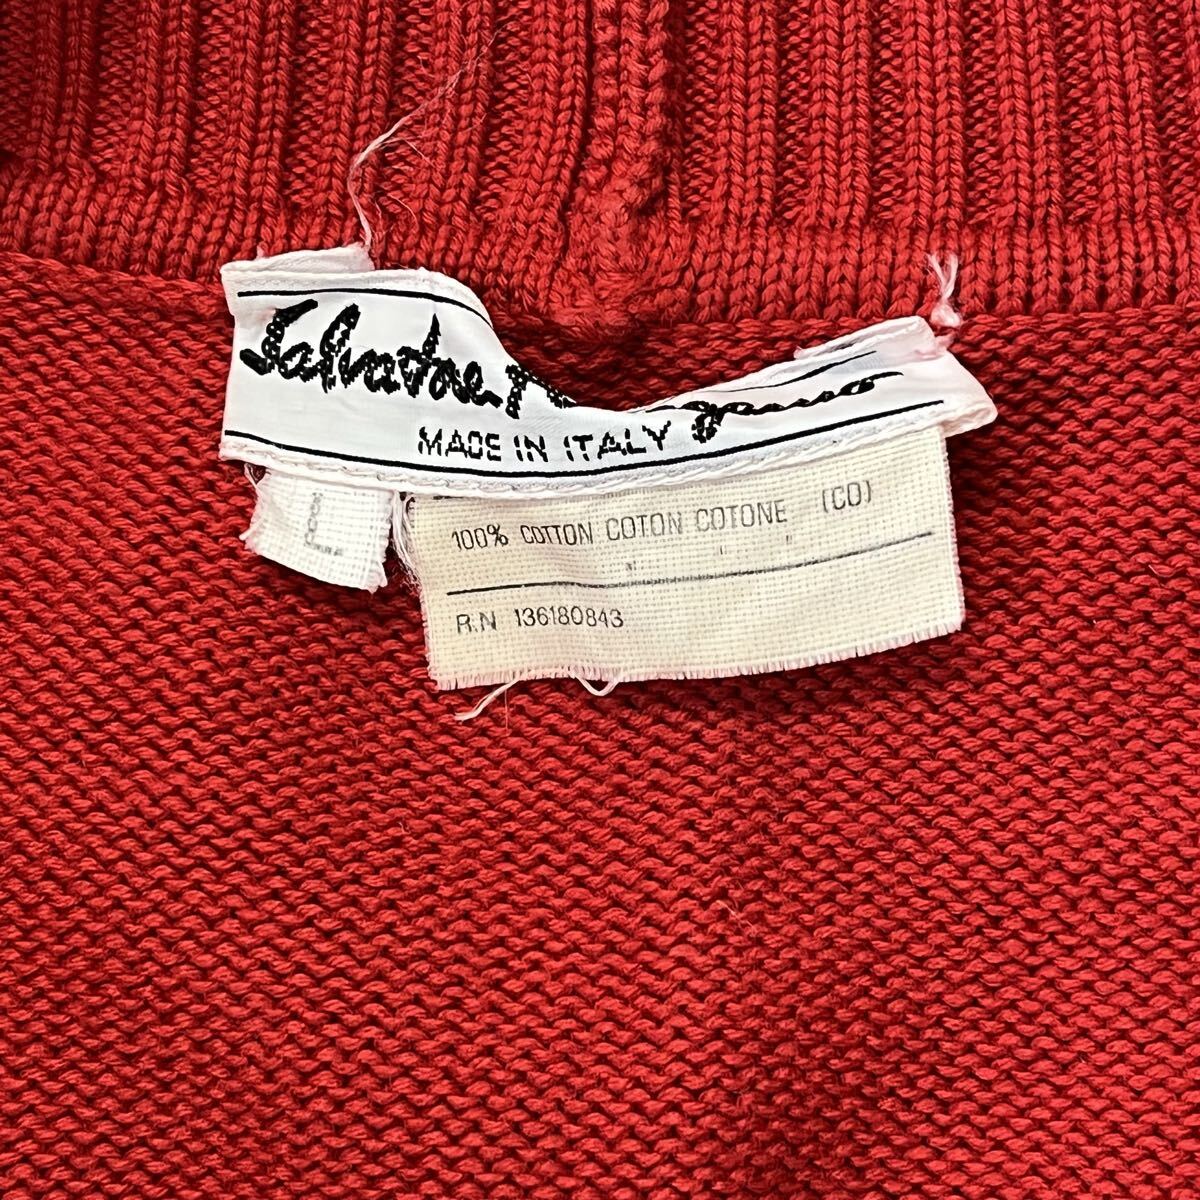 Salvatore
MADE IN ITALY
L
100% COTTON COTON COTONE (CO)
R.N 136180843